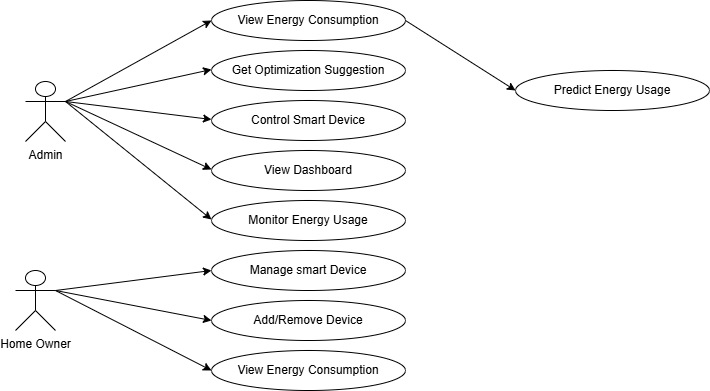 View Energy Consumption
Get Optimization Suggestion
Predict Energy Usage
Control Smart Device
Admin
View Dashboard
Monitor Energy Usage
Manage smart Device
Add/Remove Device
Home Owner
View Energy Consumption